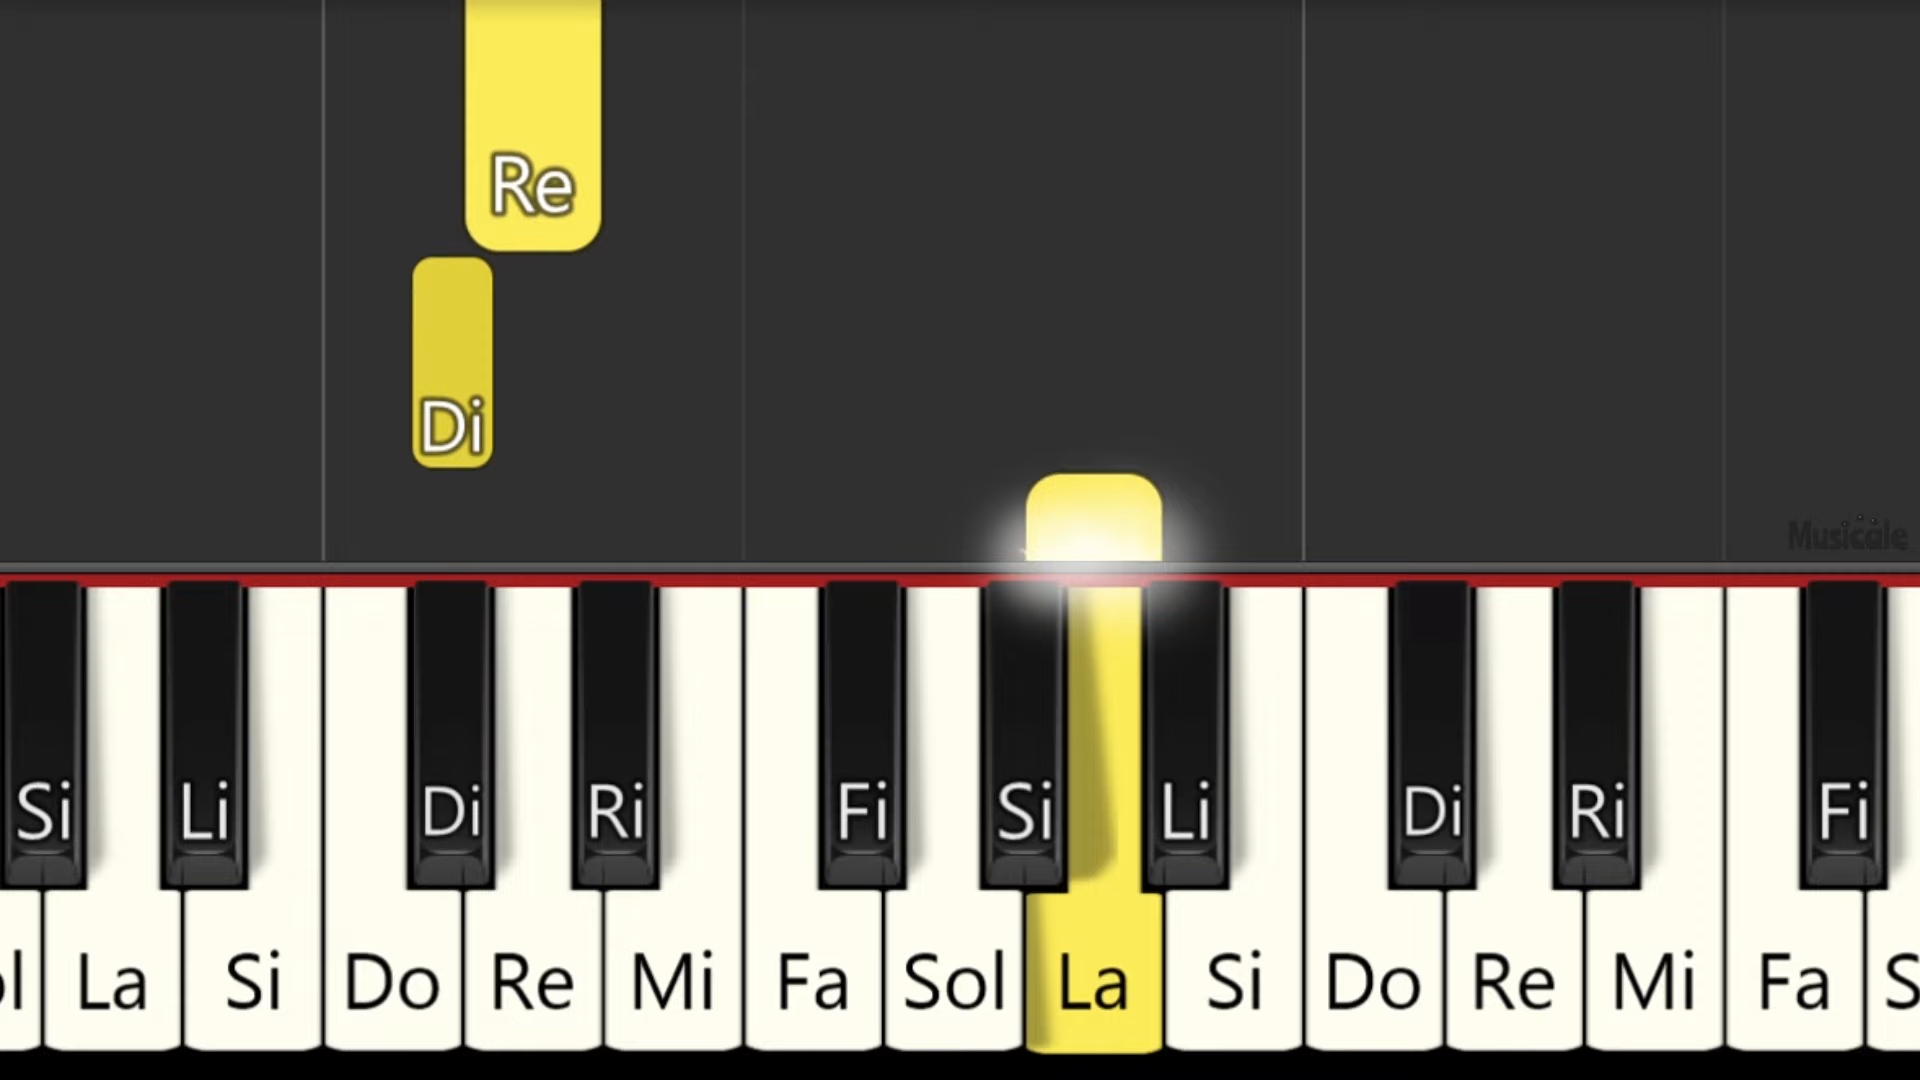 Re
Di
Musicale
Si Li Di Ri Fi Si Li Di Ri Fi
ol La Si Do Re Mi Fa Sol La Si Do Re Mi Fa S